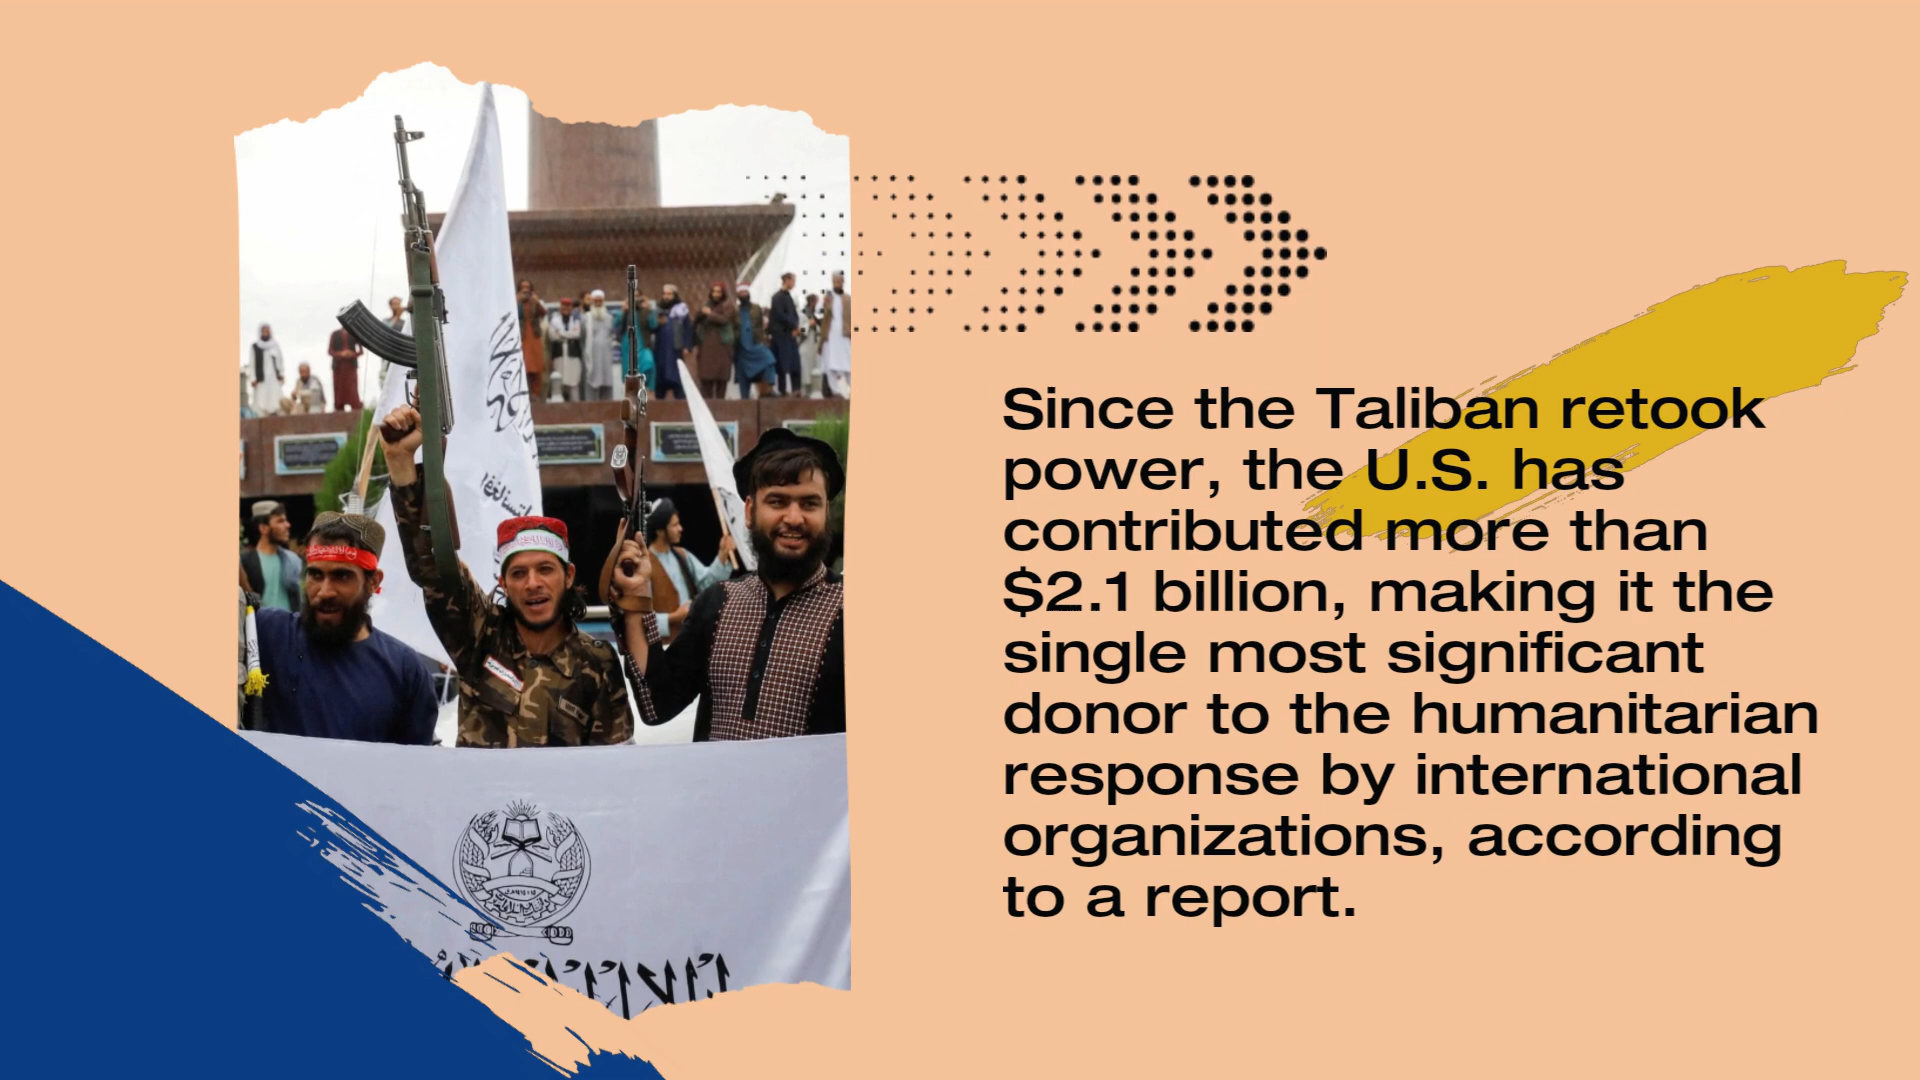 Since the Taliban retook
power, the U.S. has
contributed more than
$2.1 billion, making it the
single most significant
donor to the humanitarian
response by international
organizations, according
to a report.